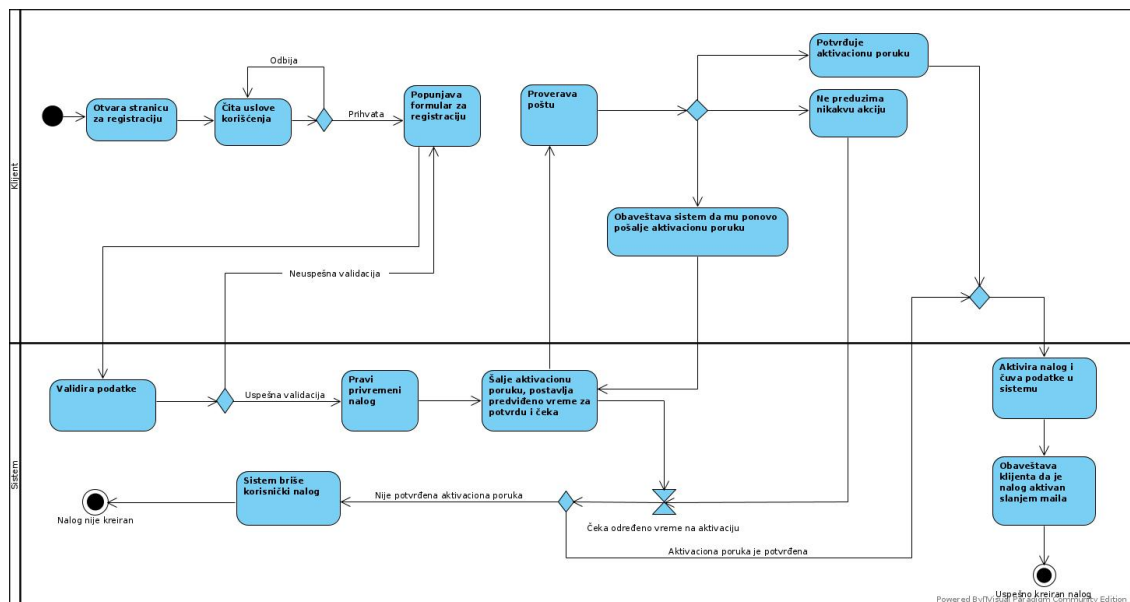 Klijent
Otvara stranicu
za registraciju
Odbija
Čita uslove
korišćenja
Prihvata
Popunjava
formular za
registraciju
Proverava
poštu
Potvrđuje
aktivacionu poruku
Ne preduzima
nikakvu akciju
Obaveštava sistem da mu ponovo
pošalje aktivacionu poruku
Neuspešna validacija
Sistem
Validira podatke
Uspešna validacija
Pravi
privremeni
nalog
Šalje aktivacionu
poruku, postavlja
predviđeno vreme za
potvrdu i čeka
Aktivira nalog i
čuva podatke u
sistemu
Sistem briše
korisnički nalog
Nije potvrđena aktivaciona poruka
Čeka određeno vreme na aktivaciju
Obaveštava
klijenta da je
nalog aktivan
slanjem maila
Nalog nije kreiran
Aktivaciona poruka je potvrđena
Uspešno kreiran nalog
Powered By Visual Paradigm Community Edition